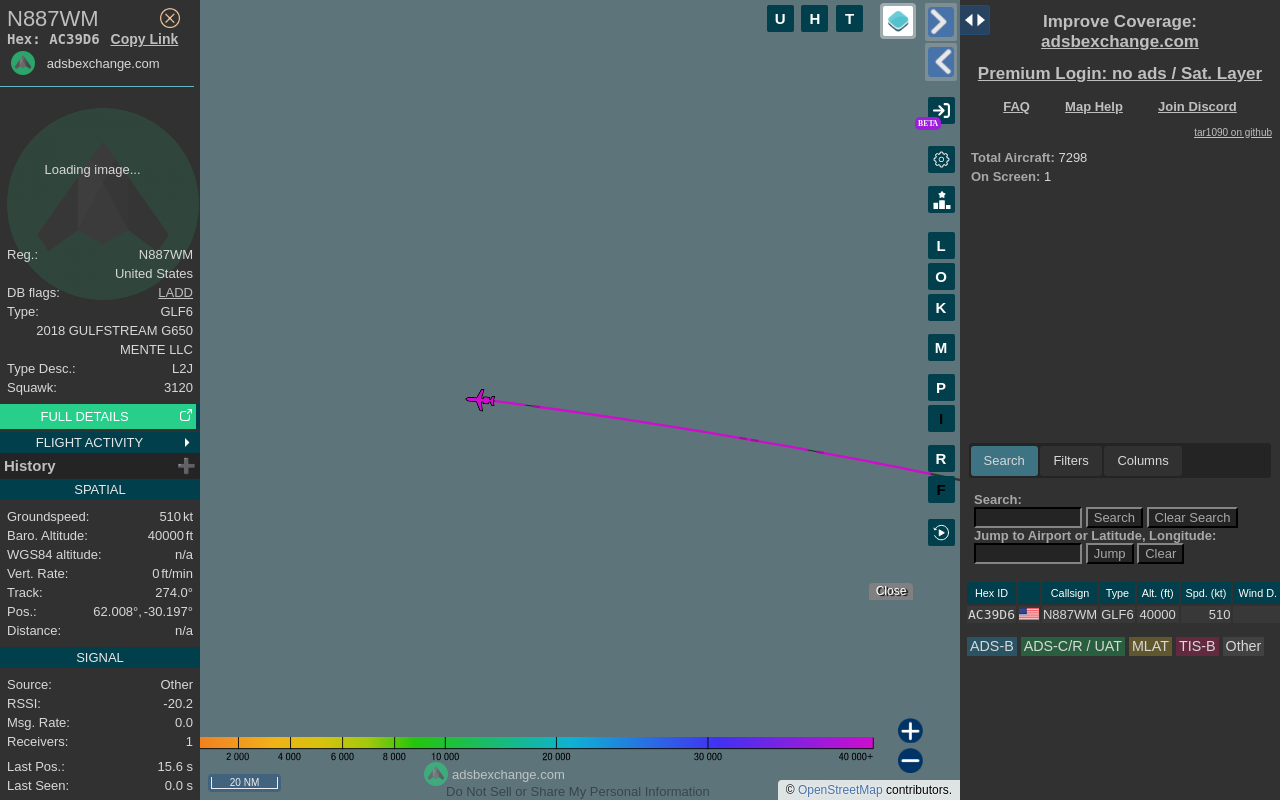 N887WM
Hex: AC39D6 Copy Link
adsbexchange.com
Loading image...
Reg.: N887WM
United States
DB flags: LADD
Type: GLF6
2018 GULFSTREAM G650
MENTE LLC
Type Desc.: L2J
Squawk: 3120
FULL DETAILS
FLIGHT ACTIVITY
History
SPATIAL
Groundspeed: 510 kt
Baro. Altitude: 40000 ft
WGS84 altitude: n/a
Vert. Rate: 0 ft/min
Track: 274.0°
Pos.: 62.008°, -30.197°
Distance: n/a
SIGNAL
Source: Other
RSSI: -20.2
Msg. Rate: 0.0
Receivers: 1
Last Pos.: 15.6 s
Last Seen: 0.0 s
U H T
BETA
L
O
K
M
P
I
R
F
Close
2 000 4 000 6 000 8 000 10 000 20 000 30 000 40 000+
20 NM
adsbexchange.com
Do Not Sell or Share My Personal Information
© OpenStreetMap contributors.
Improve Coverage:
adsbexchange.com
Premium Login: no ads / Sat. Layer
FAQ Map Help Join Discord
tar1090 on github
Total Aircraft: 7298
On Screen: 1
Search Filters Columns
Search:
Search Clear Search
Jump to Airport or Latitude, Longitude:
Jump Clear
Hex ID Callsign Type Alt. (ft) Spd. (kt) Wind D.
AC39D6 N887WM GLF6 40000 510
ADS-B ADS-C/R / UAT MLAT TIS-B Other